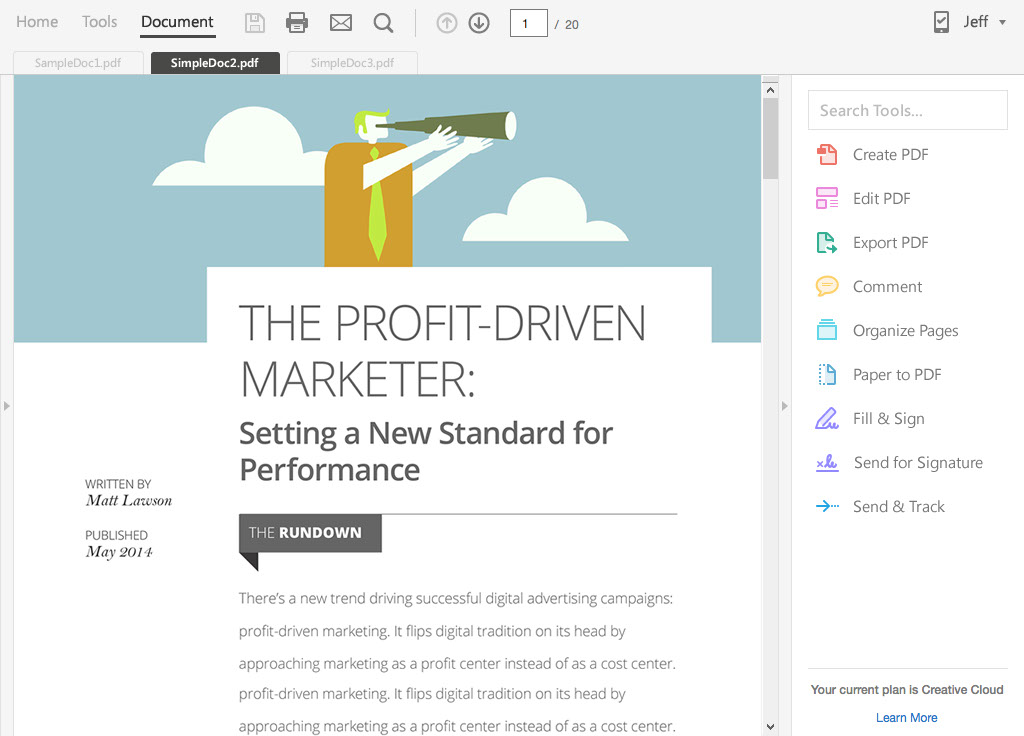 Home Tools Document 1 / 20 Jeff
SampleDoc1.pdf SimpleDoc2.pdf SimpleDoc3.pdf
THE PROFIT-DRIVEN
MARKETER:
Setting a New Standard for
Performance
WRITTEN BY
Matt Lawson
PUBLISHED
May 2014
THE RUNDOWN
There's a new trend driving successful digital advertising campaigns:
profit-driven marketing. It flips digital tradition on its head by
approaching marketing as a profit center instead of as a cost center.
profit-driven marketing. It flips digital tradition on its head by
approaching marketing as a profit center instead of as a cost center.
Search Tools...
Create PDF
Edit PDF
Export PDF
Comment
Organize Pages
Paper to PDF
Fill & Sign
Send for Signature
Send & Track
Your current plan is Creative Cloud
Learn More